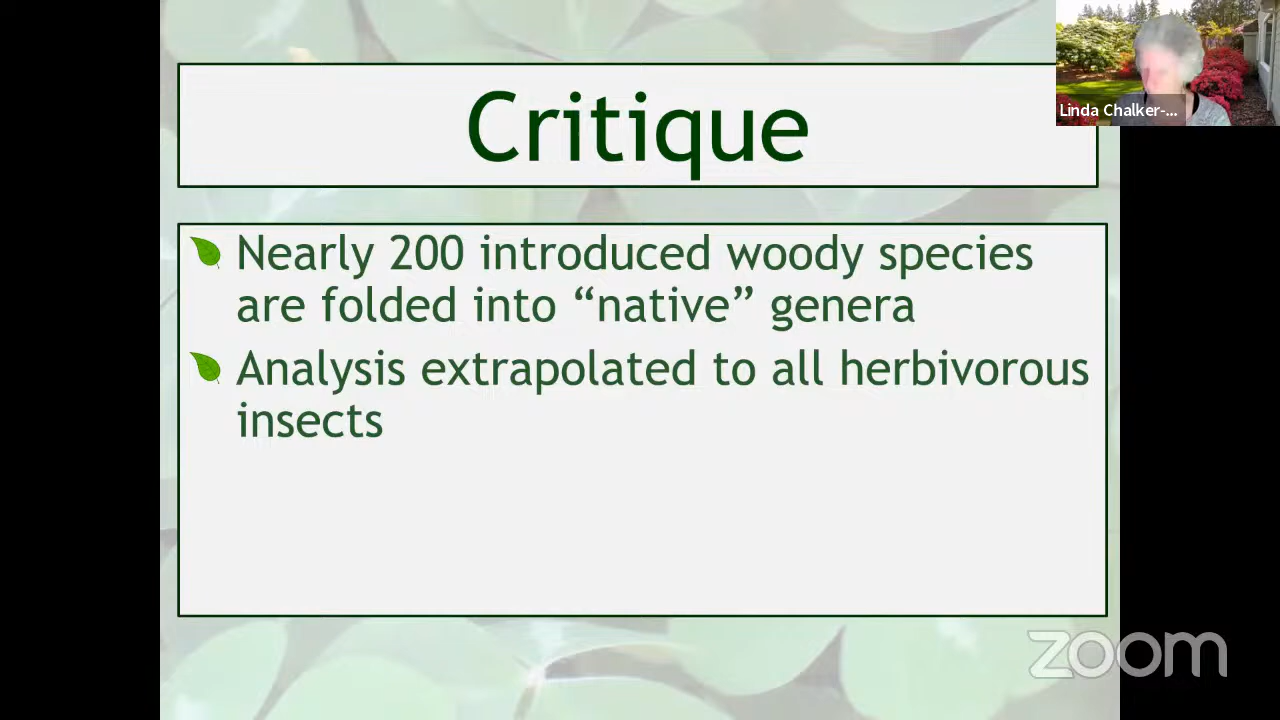 Critique
Linda Chalker-...
Nearly 200 introduced woody species
are folded into “native” genera
Analysis extrapolated to all herbivorous
insects
zoom